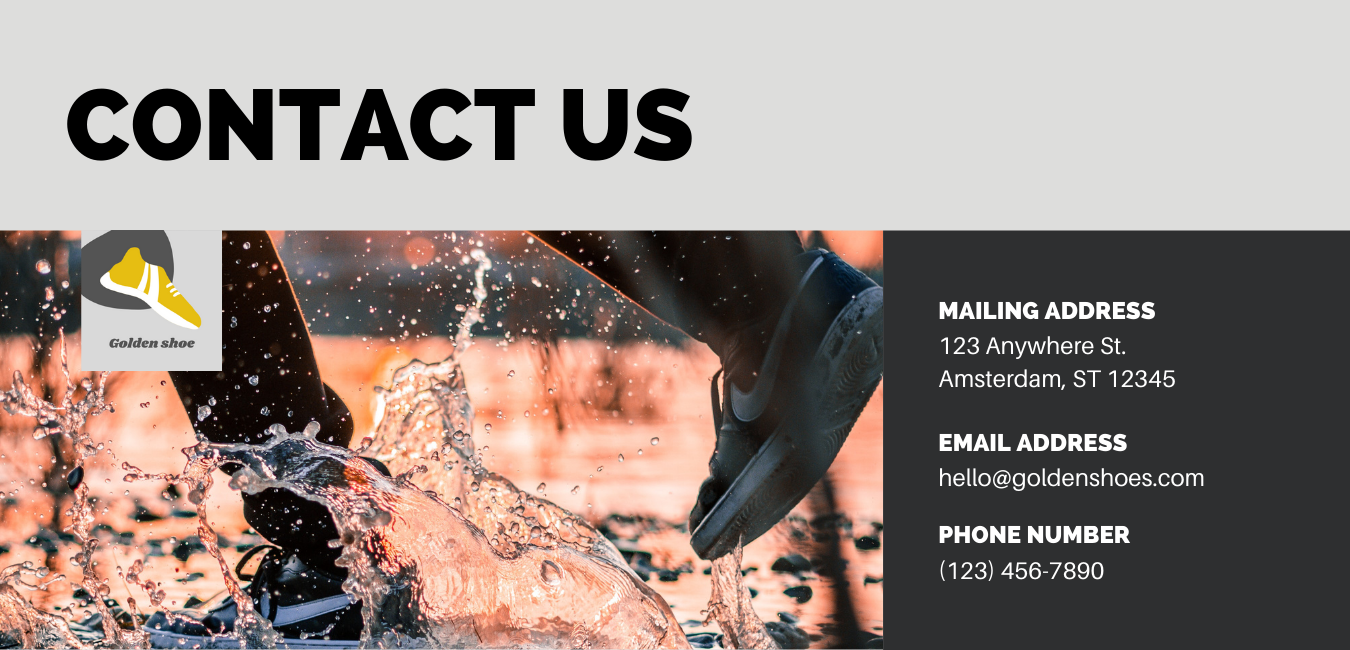 CONTACT US
Golden shoe
MAILING ADDRESS
123 Anywhere St.
Amsterdam, ST 12345
EMAIL ADDRESS
hello@goldenshoes.com
PHONE NUMBER
(123) 456-7890